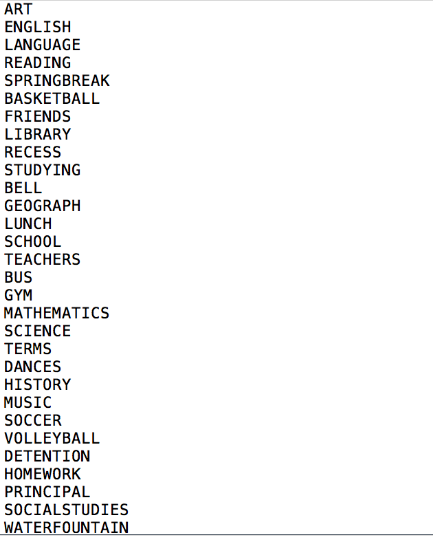 ART
ENGLISH
LANGUAGE
READING
SPRINGBREAK
BASKETBALL
FRIENDS
LIBRARY
RECESS
STUDYING
BELL
GEOGRAPH
LUNCH
SCHOOL
TEACHERS
BUS
GYM
MATHEMATICS
SCIENCE
TERMS
DANCES
HISTORY
MUSIC
SOCCER
VOLLEYBALL
DETENTION
HOMEWORK
PRINCIPAL
SOCIALSTUDIES
WATERFOUNTAIN